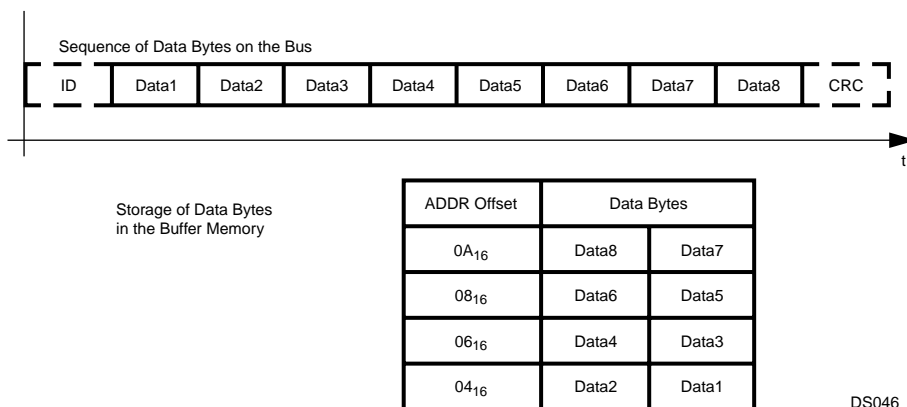 Sequence of Data Bytes on the Bus
ID Data1 Data2 Data3 Data4 Data5 Data6 Data7 Data8 CRC
t
Storage of Data Bytes
in the Buffer Memory
ADDR Offset Data Bytes
0A₁₆ Data8 Data7
08₁₆ Data6 Data5
06₁₆ Data4 Data3
04₁₆ Data2 Data1
DS046